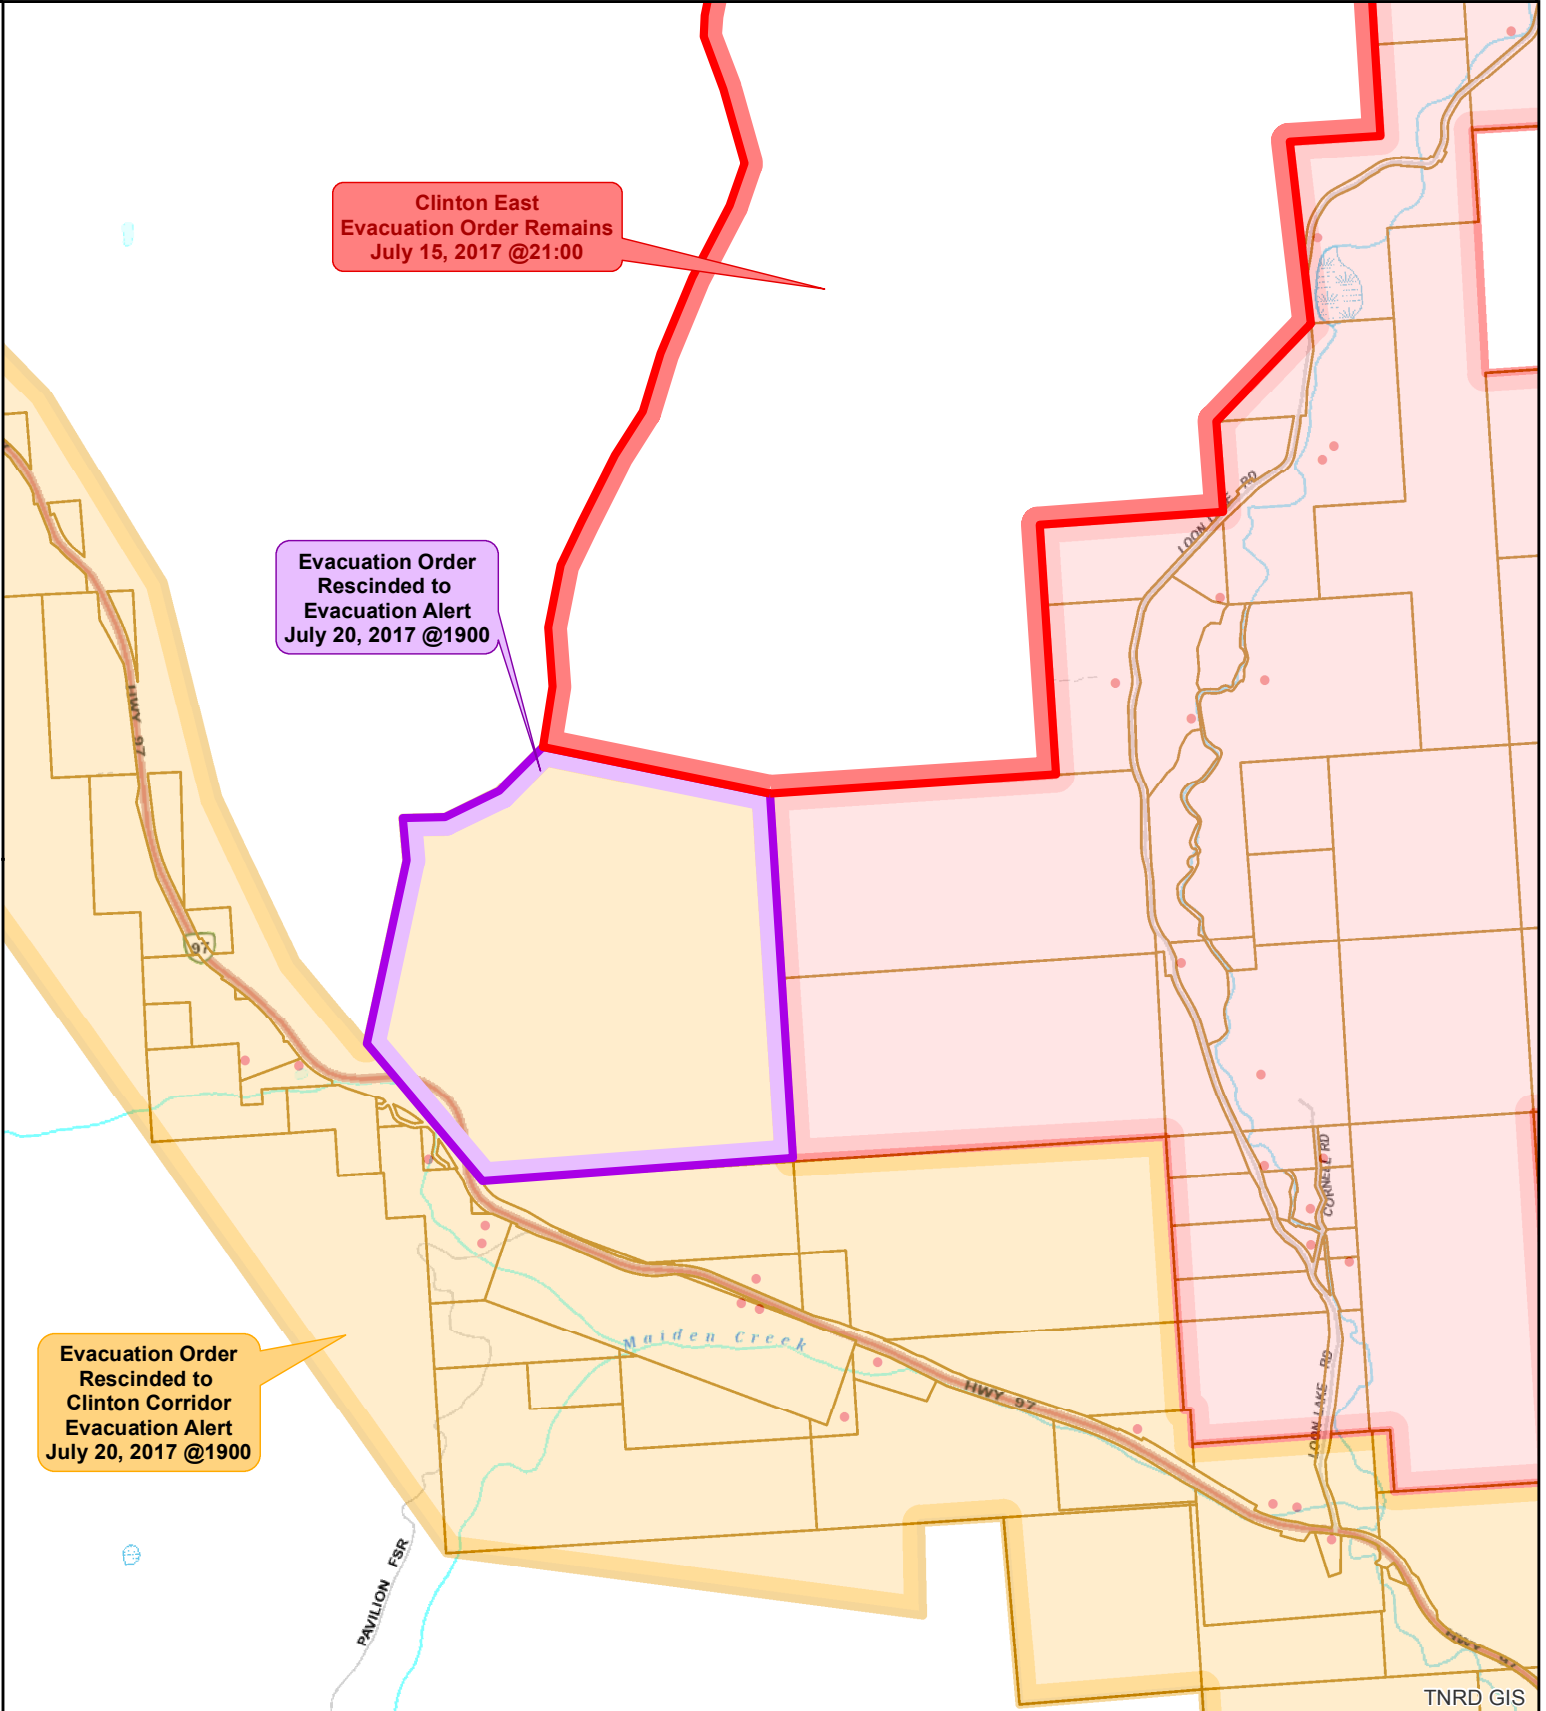 Clinton East
Evacuation Order Remains
July 15, 2017 @21:00
LOON LAKE RD
Evacuation Order
Rescinded to
Evacuation Alert
July 20, 2017 @1900
HWY 97
97
CORNELL RD
Maiden Creek
Evacuation Order
Rescinded to
Clinton Corridor
Evacuation Alert
July 20, 2017 @1900
HWY 97
LOON LAKE RD
PAVILION FSR
HWY 97
TNRD GIS